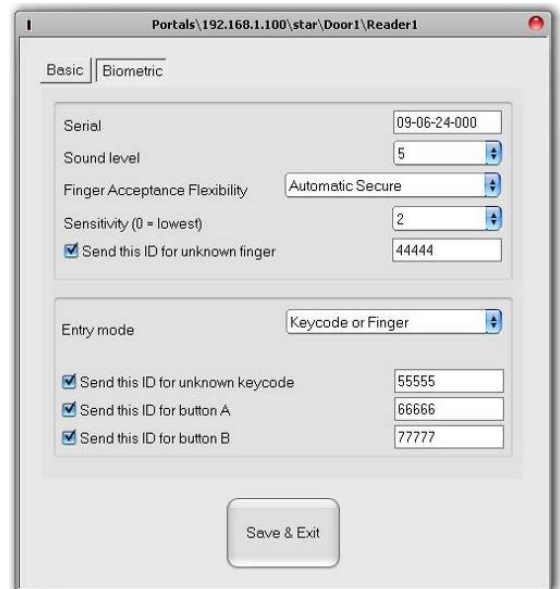 Portals\192.168.1.100\star\Door1\Reader1
Basic Biometric
Serial 09-06-24-000
Sound level 5
Finger Acceptance Flexibility Automatic Secure
Sensitivity (0 = lowest) 2
Send this ID for unknown finger 44444
Entry mode Keycode or Finger
Send this ID for unknown keycode 55555
Send this ID for button A 66666
Send this ID for button B 77777
Save & Exit